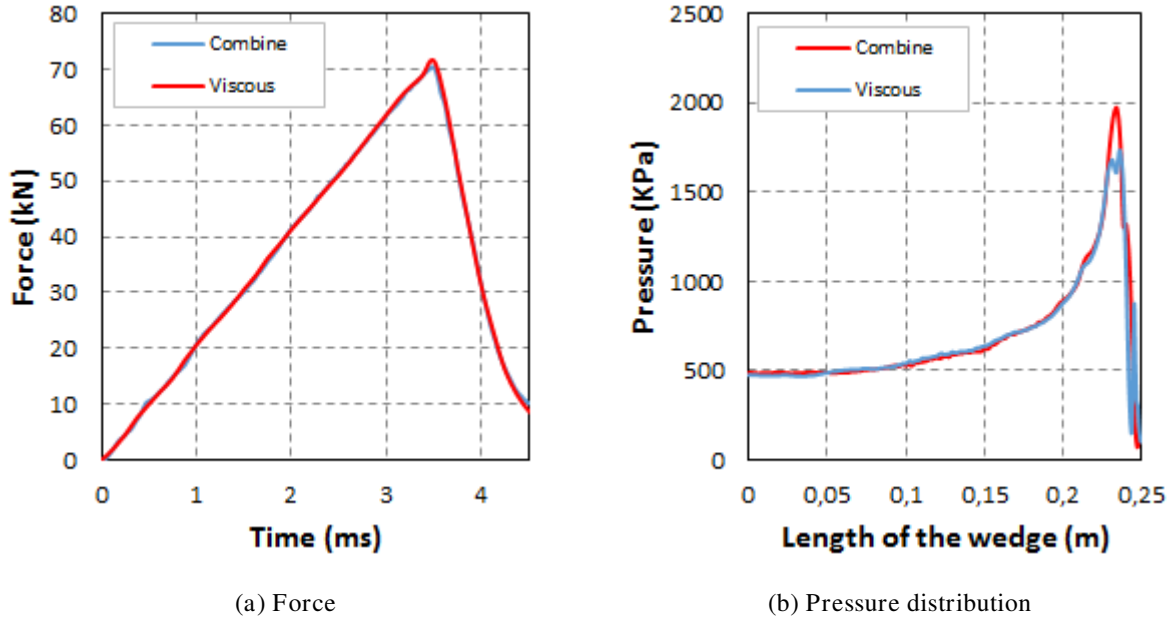 80
70
60
50
40
30
20
10
0
Force (kN)
Combine
Viscous
0 1 2 3 4
Time (ms)
(a) Force
2500
2000
1500
1000
500
0
Pressure (KPa)
Combine
Viscous
0 0,05 0,1 0,15 0,2 0,25
Length of the wedge (m)
(b) Pressure distribution